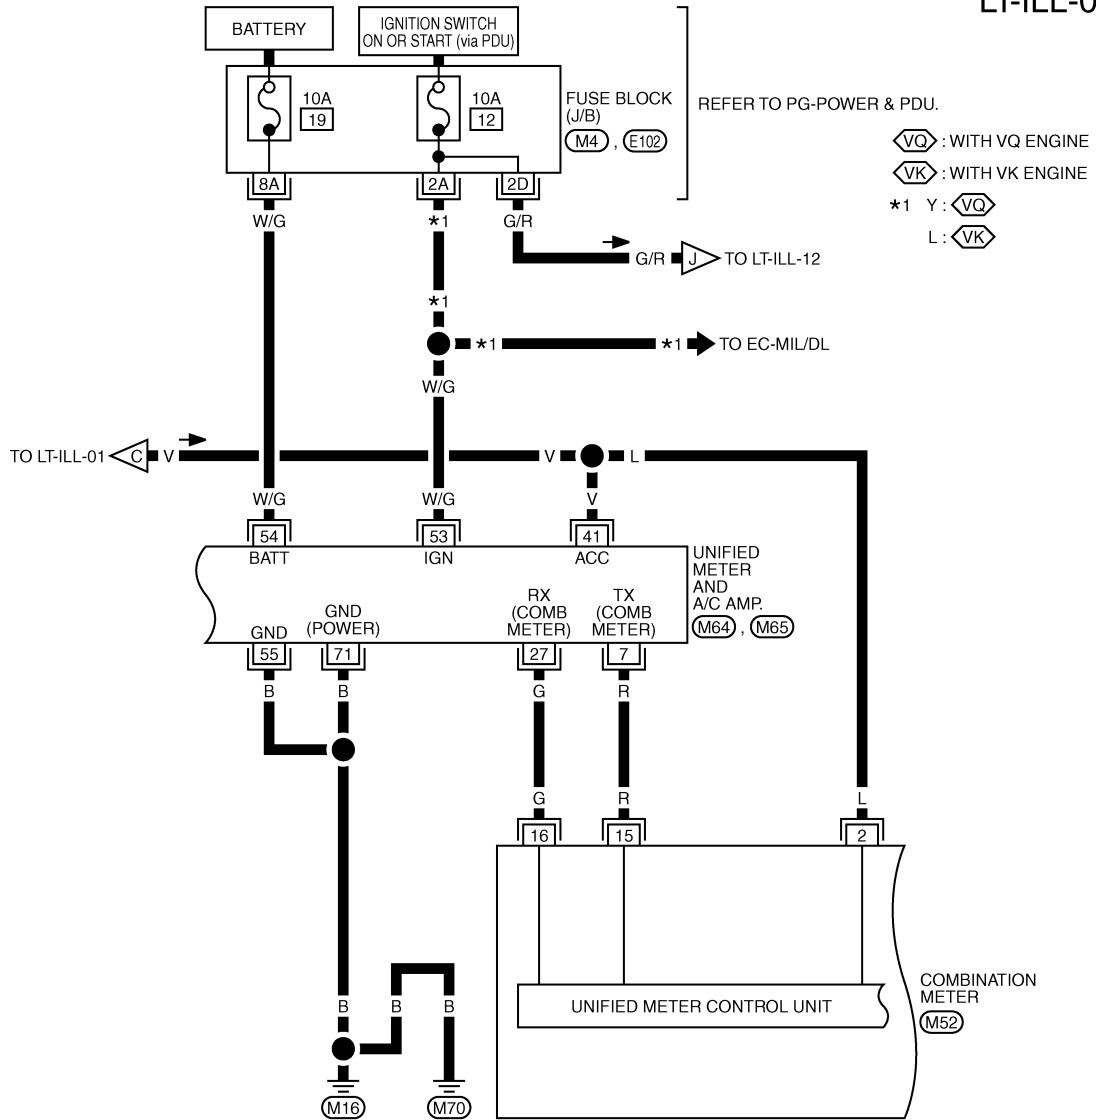 LT-ILL-0
BATTERY
IGNITION SWITCH
ON OR START (via PDU)
10A
19
10A
12
FUSE BLOCK
(J/B)
M4 , E102
REFER TO PG-POWER & PDU.
VQ : WITH VQ ENGINE
VK : WITH VK ENGINE
*1 Y : VQ
L : VK
8A
2A
2D
W/G
*1
G/R
G/R
J
TO LT-ILL-12
*1
*1
*1
TO EC-MIL/DL
W/G
TO LT-ILL-01
C
V
V
L
W/G
W/G
V
54
53
41
BATT
IGN
ACC
UNIFIED
METER
AND
A/C AMP.
M64 , M65
RX
(COMB
METER)
TX
(COMB
METER)
GND
(POWER)
GND
55
71
27
7
B
B
G
R
G
R
L
16
15
2
COMBINATION
METER
M52
UNIFIED METER CONTROL UNIT
B
B
B
M16
M70